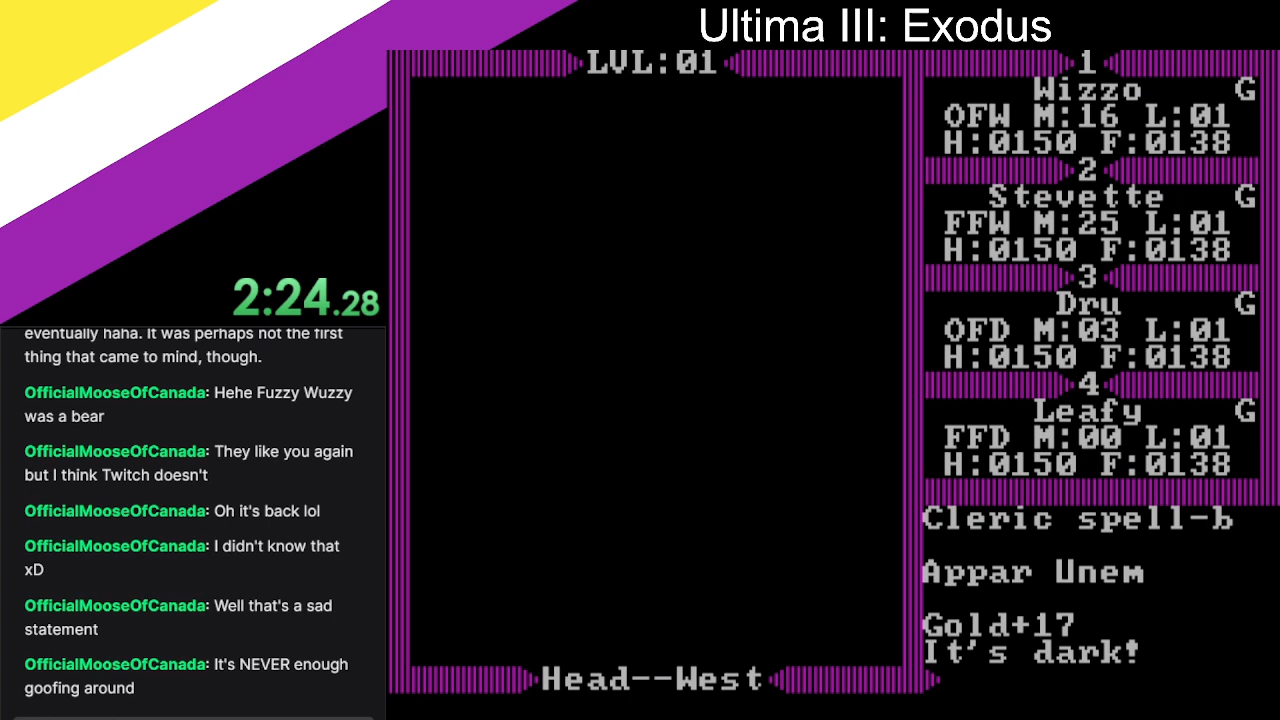 Ultima III: Exodus
LVL:01
1
Wizzo G
OFW M:16 L:01
H:0150 F:0138
2
Stevette G
FFW M:25 L:01
H:0150 F:0138
3
Dru G
OFD M:03 L:01
H:0150 F:0138
4
Leafy G
FFD M:00 L:01
H:0150 F:0138
Cleric spell-b
Appar Unem
Gold+17
It's dark!
Head--West
2:24.28
eventually haha. It was perhaps not the first
thing that came to mind, though.
OfficialMooseOfCanada: Hehe Fuzzy Wuzzy
was a bear
OfficialMooseOfCanada: They like you again
but I think Twitch doesn't
OfficialMooseOfCanada: Oh it's back lol
OfficialMooseOfCanada: I didn't know that
xD
OfficialMooseOfCanada: Well that's a sad
statement
OfficialMooseOfCanada: It's NEVER enough
goofing around